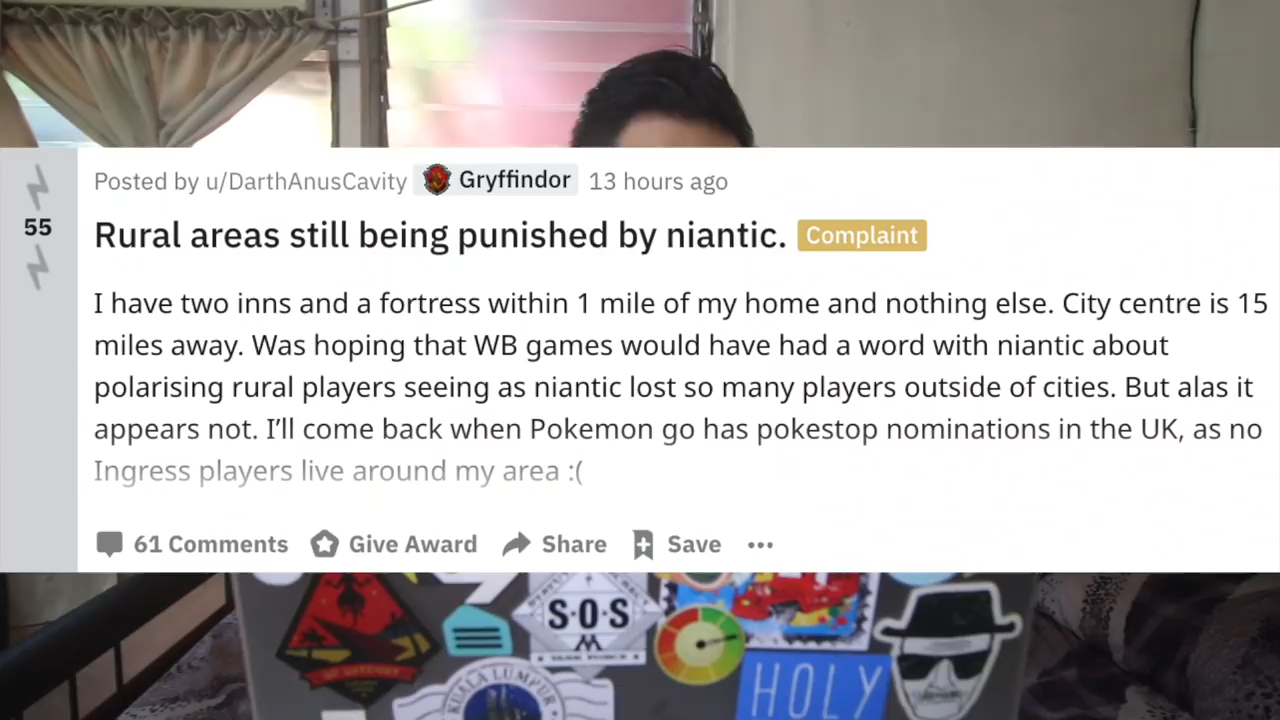 Posted by u/DarthAnusCavity Gryffindor 13 hours ago
55
Rural areas still being punished by niantic. Complaint
I have two inns and a fortress within 1 mile of my home and nothing else. City centre is 15
miles away. Was hoping that WB games would have had a word with niantic about
polarising rural players seeing as niantic lost so many players outside of cities. But alas it
appears not. I'll come back when Pokemon go has pokestop nominations in the UK, as no
Ingress players live around my area :(
61 Comments Give Award Share Save
S·O·S
TASK FORCE
KUALA LUMPUR
HOLY